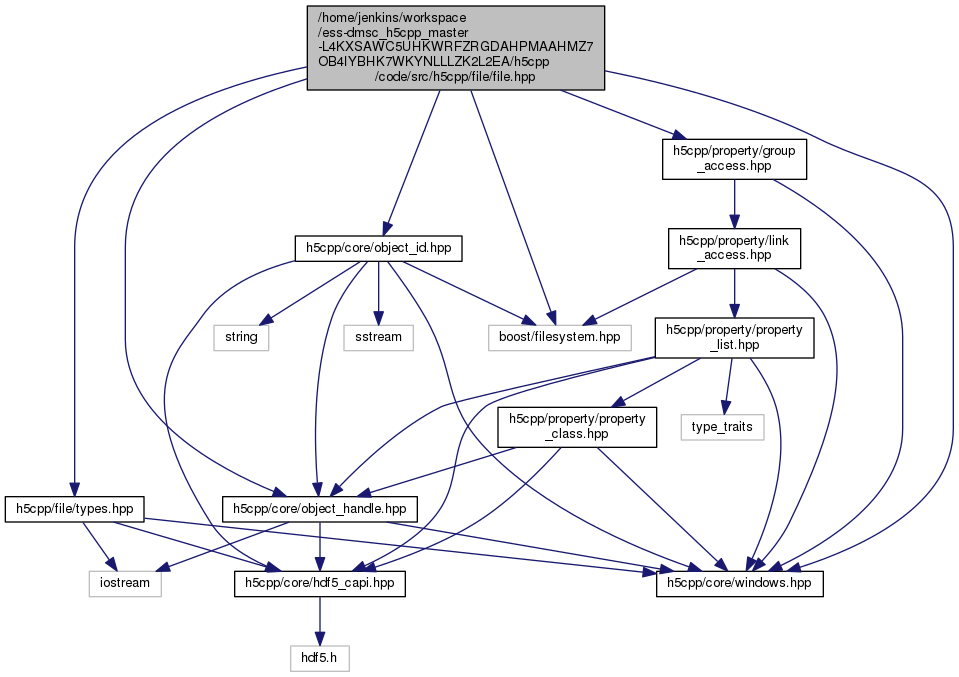 /home/jenkins/workspace
/ess-dmsc_h5cpp_master
-L4KXSAWC5UHKWRFZRGDAHPMAAHMZ7
OB4IYBHK7WKYNLLLZK2L2EA/h5cpp
/code/src/h5cpp/file/file.hpp
h5cpp/property/group
_access.hpp
h5cpp/core/object_id.hpp
h5cpp/property/link
_access.hpp
string
sstream
boost/filesystem.hpp
h5cpp/property/property
_list.hpp
h5cpp/property/property
_class.hpp
type_traits
h5cpp/file/types.hpp
h5cpp/core/object_handle.hpp
iostream
h5cpp/core/hdf5_capi.hpp
h5cpp/core/windows.hpp
hdf5.h